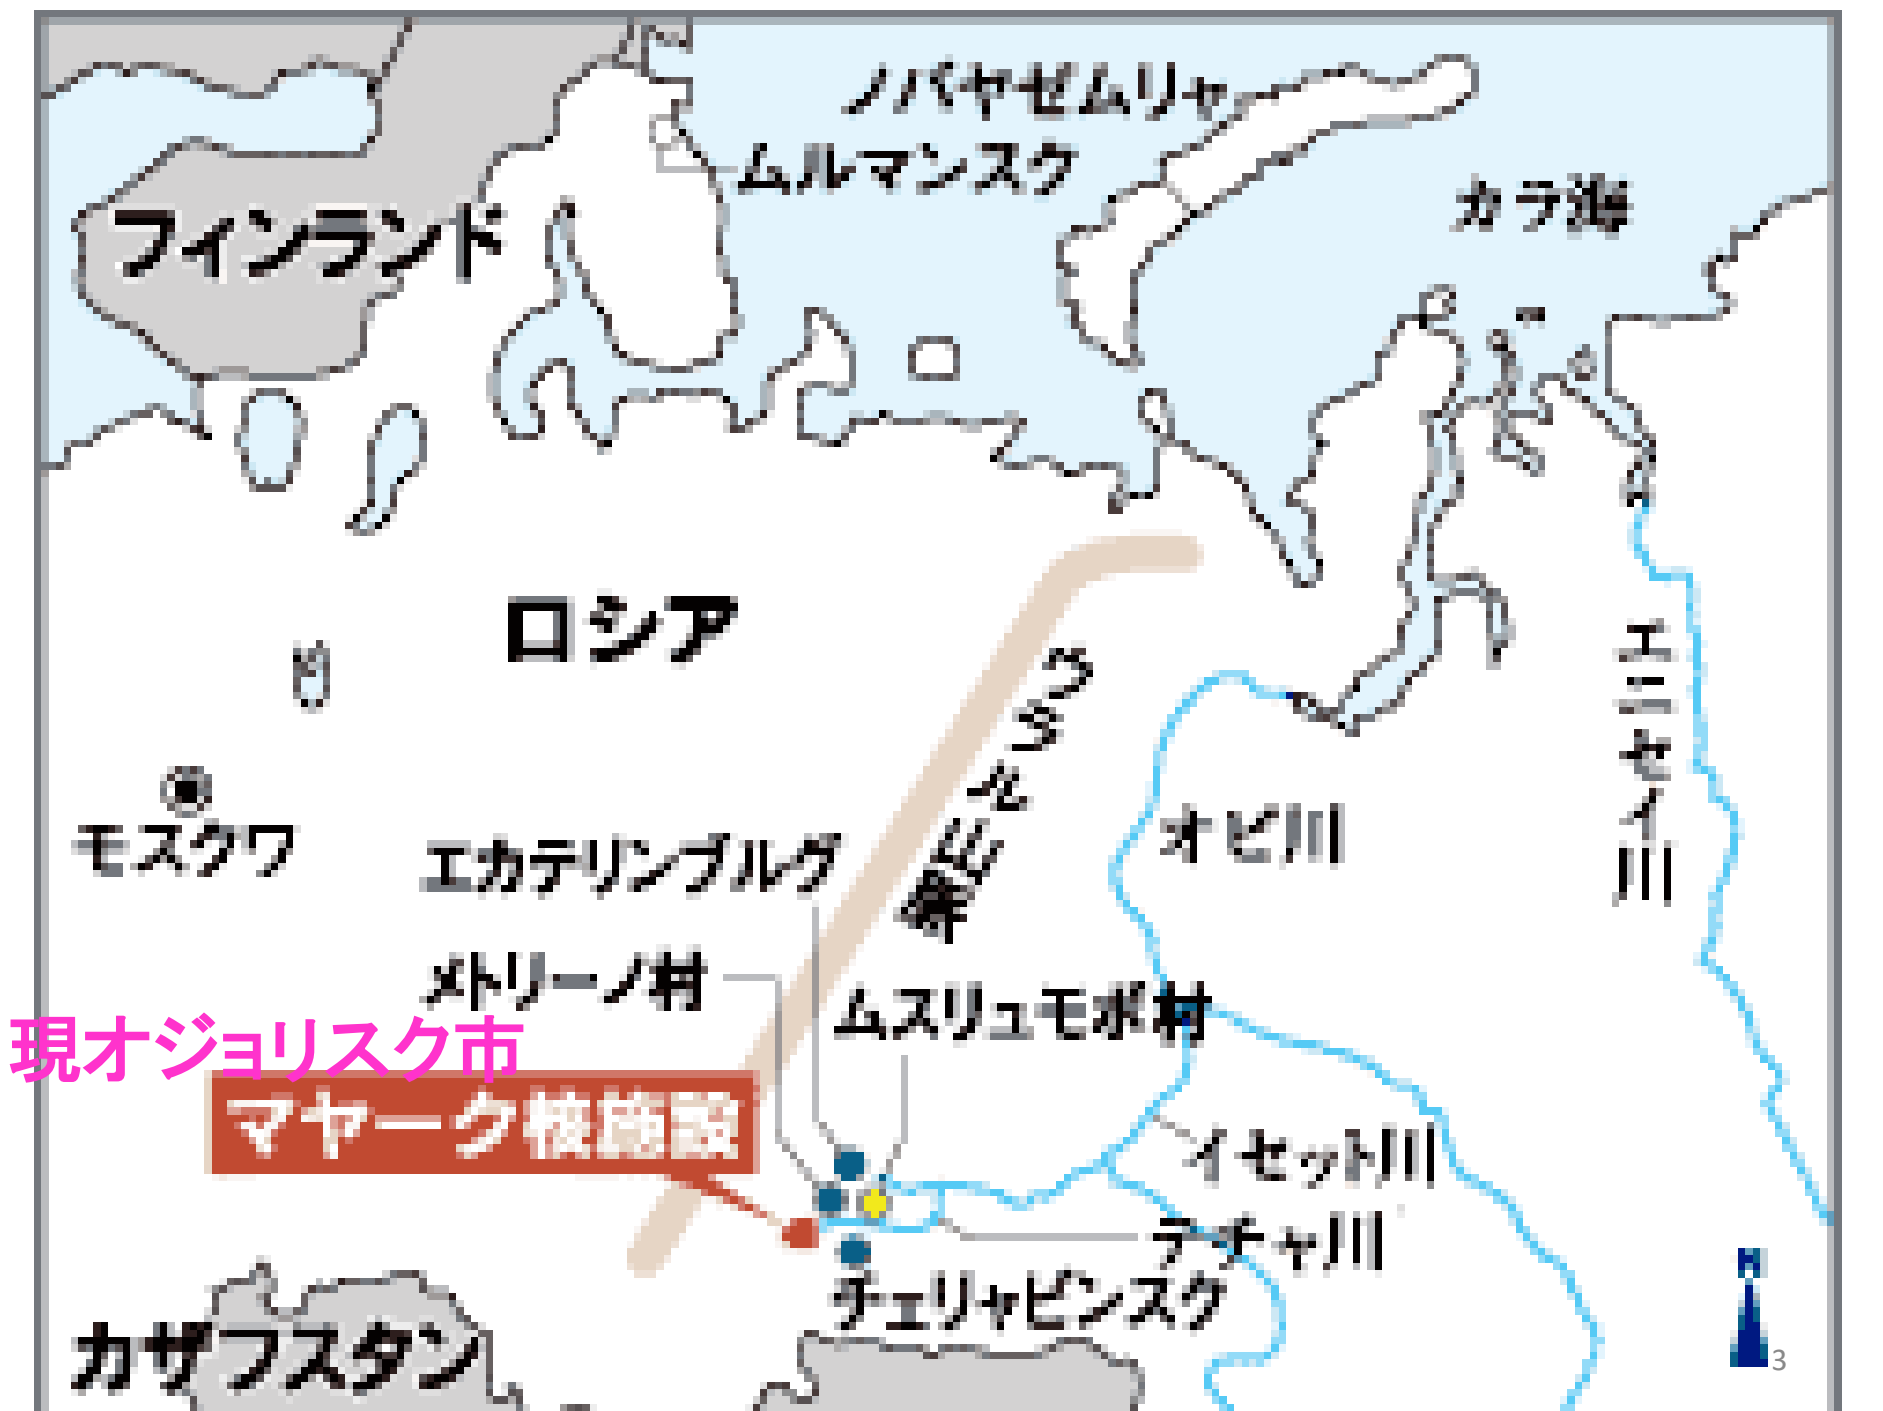 ノバヤゼムリャ
ムルマンスク
カラ海
フィンランド
ロシア
ウラル山脈
エニセイ川
モスクワ
オビ川
エカテリンブルグ
メトリーノ村
ムスリュモボ村
現オジョリスク市
マヤーク核施設
イセット川
テチャ川
チェリャビンスク
カザフスタン
N
3